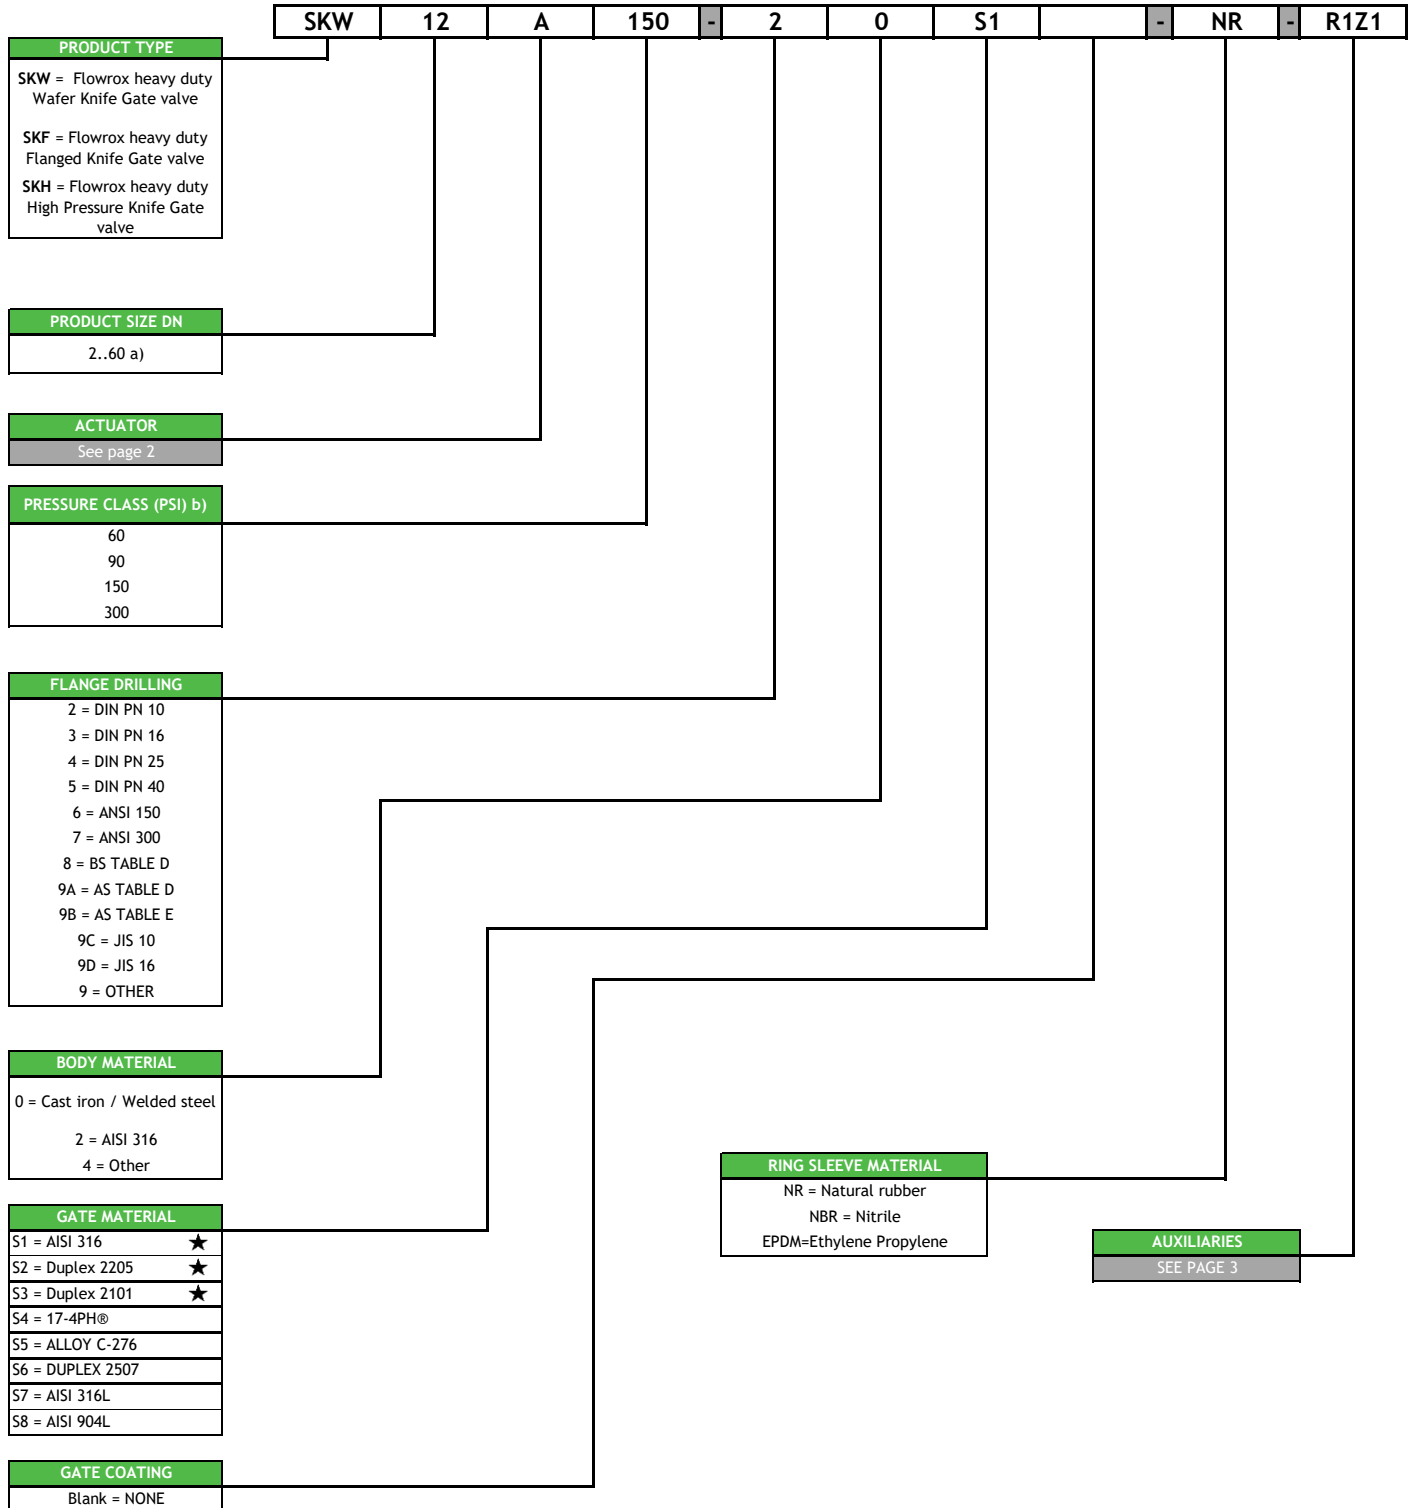 SKW 12 A 150 - 2 0 S1 - NR - R1Z1
PRODUCT TYPE
SKW = Flowrox heavy duty
Wafer Knife Gate valve
SKF = Flowrox heavy duty
Flanged Knife Gate valve
SKH = Flowrox heavy duty
High Pressure Knife Gate
valve
PRODUCT SIZE DN
2..60 a)
ACTUATOR
See page 2
PRESSURE CLASS (PSI) b)
60
90
150
300
FLANGE DRILLING
2 = DIN PN 10
3 = DIN PN 16
4 = DIN PN 25
5 = DIN PN 40
6 = ANSI 150
7 = ANSI 300
8 = BS TABLE D
9A = AS TABLE D
9B = AS TABLE E
9C = JIS 10
9D = JIS 16
9 = OTHER
BODY MATERIAL
0 = Cast iron / Welded steel
2 = AISI 316
4 = Other
GATE MATERIAL
S1 = AISI 316 ★
S2 = Duplex 2205 ★
S3 = Duplex 2101 ★
S4 = 17-4PH®
S5 = ALLOY C-276
S6 = DUPLEX 2507
S7 = AISI 316L
S8 = AISI 904L
GATE COATING
Blank = NONE
RING SLEEVE MATERIAL
NR = Natural rubber
NBR = Nitrile
EPDM=Ethylene Propylene
AUXILIARIES
SEE PAGE 3